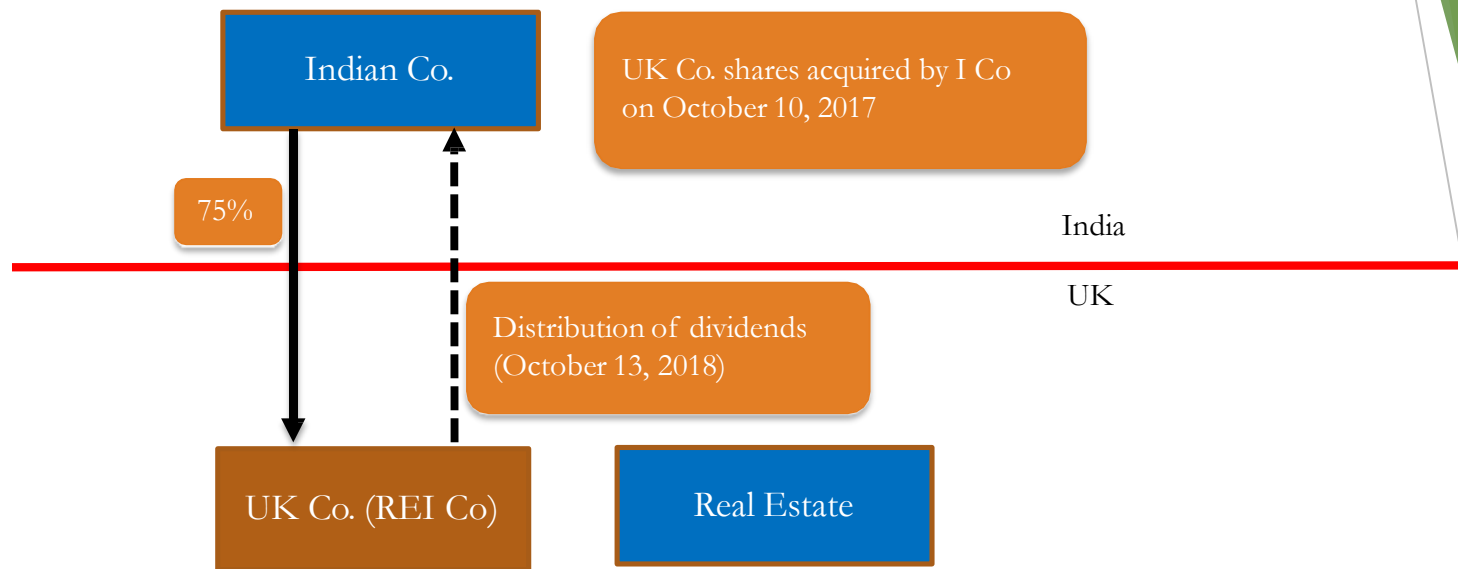 Indian Co.
UK Co. shares acquired by I Co
on October 10, 2017
75%
India
UK
Distribution of dividends
(October 13, 2018)
UK Co. (REI Co)
Real Estate